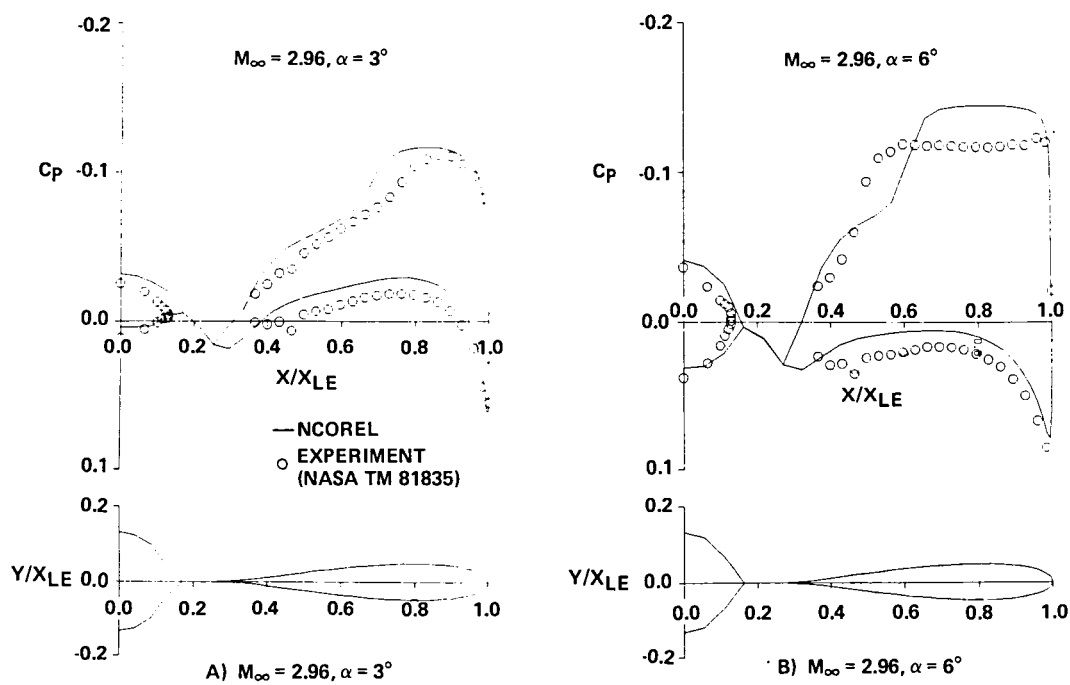 -0.2
M∞ = 2.96, α = 3°
CP
-0.1
0.0
0.0 0.2 0.4 0.6 0.8 1.0
X/XLE
— NCOREL
○ EXPERIMENT
(NASA TM 81835)
0.1
0.2
Y/XLE
0.0
0.0 0.2 0.4 0.6 0.8 1.0
-0.2
A) M∞ = 2.96, α = 3°
-0.2
M∞ = 2.96, α = 6°
-0.1
CP
0.0
0.0 0.2 0.4 0.6 0.8 1.0
X/XLE
0.1
0.2
Y/XLE
0.0
0.0 0.2 0.4 0.6 0.8 1.0
-0.2
B) M∞ = 2.96, α = 6°